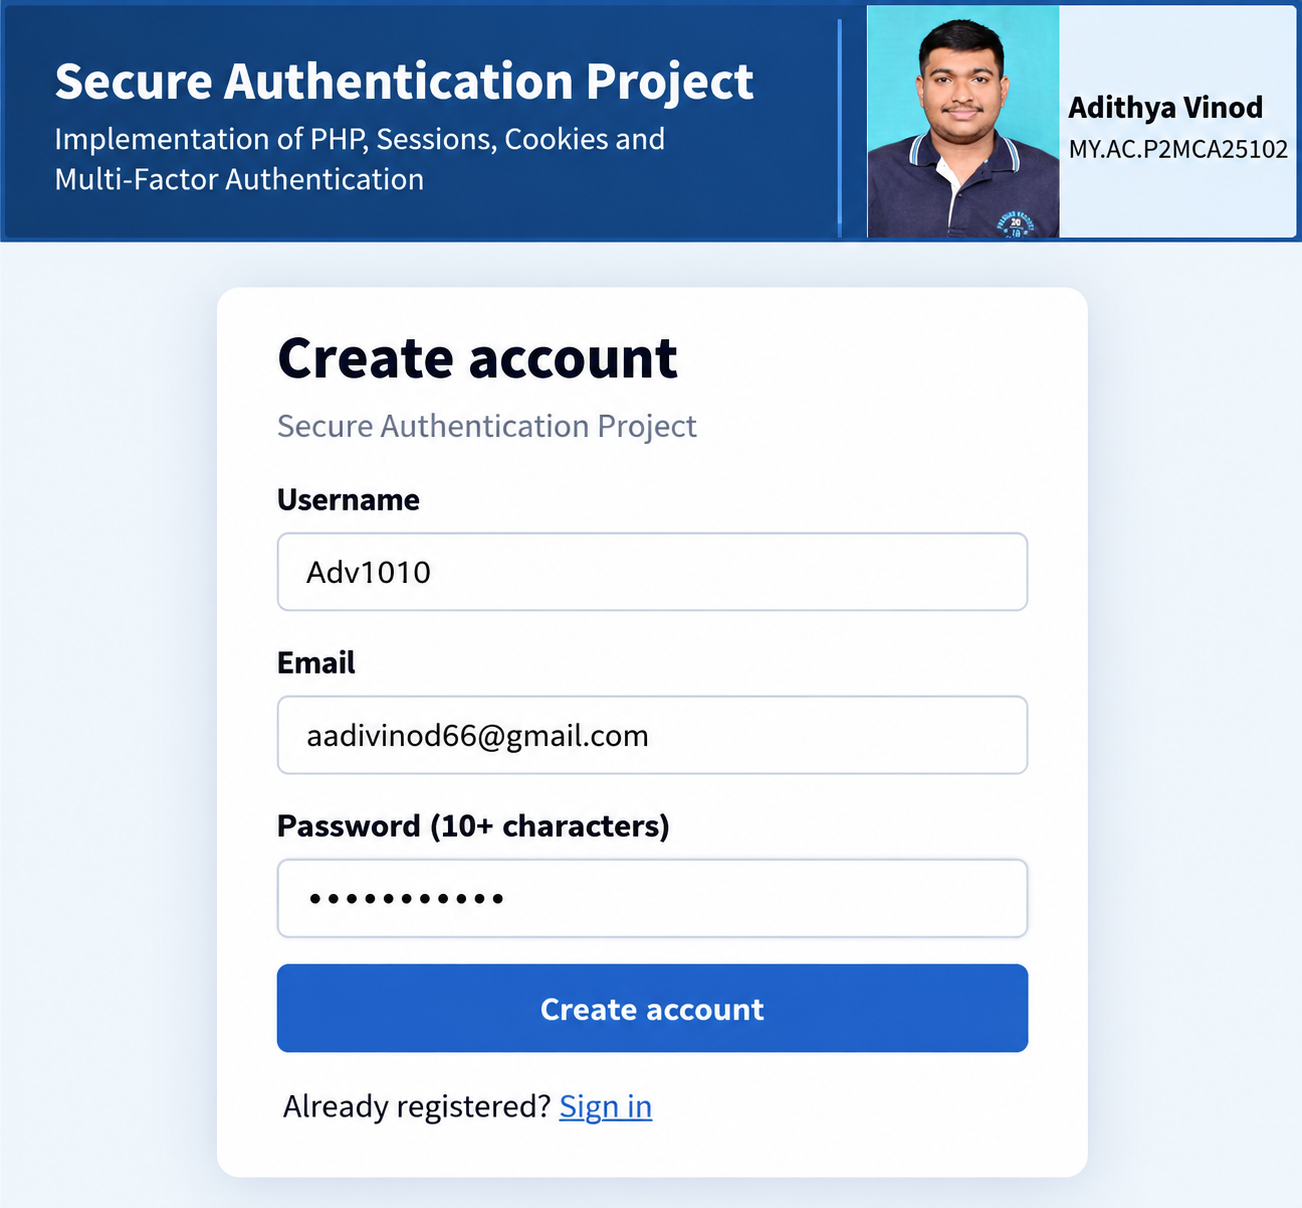 Secure Authentication Project
Implementation of PHP, Sessions, Cookies and
Multi-Factor Authentication
Adithya Vinod
MY.AC.P2MCA25102
20
Create account
Secure Authentication Project
Username
Adv1010
Email
aadivinod66@gmail.com
Password (10+ characters)
•••••••••••
Create account
Already registered? Sign in